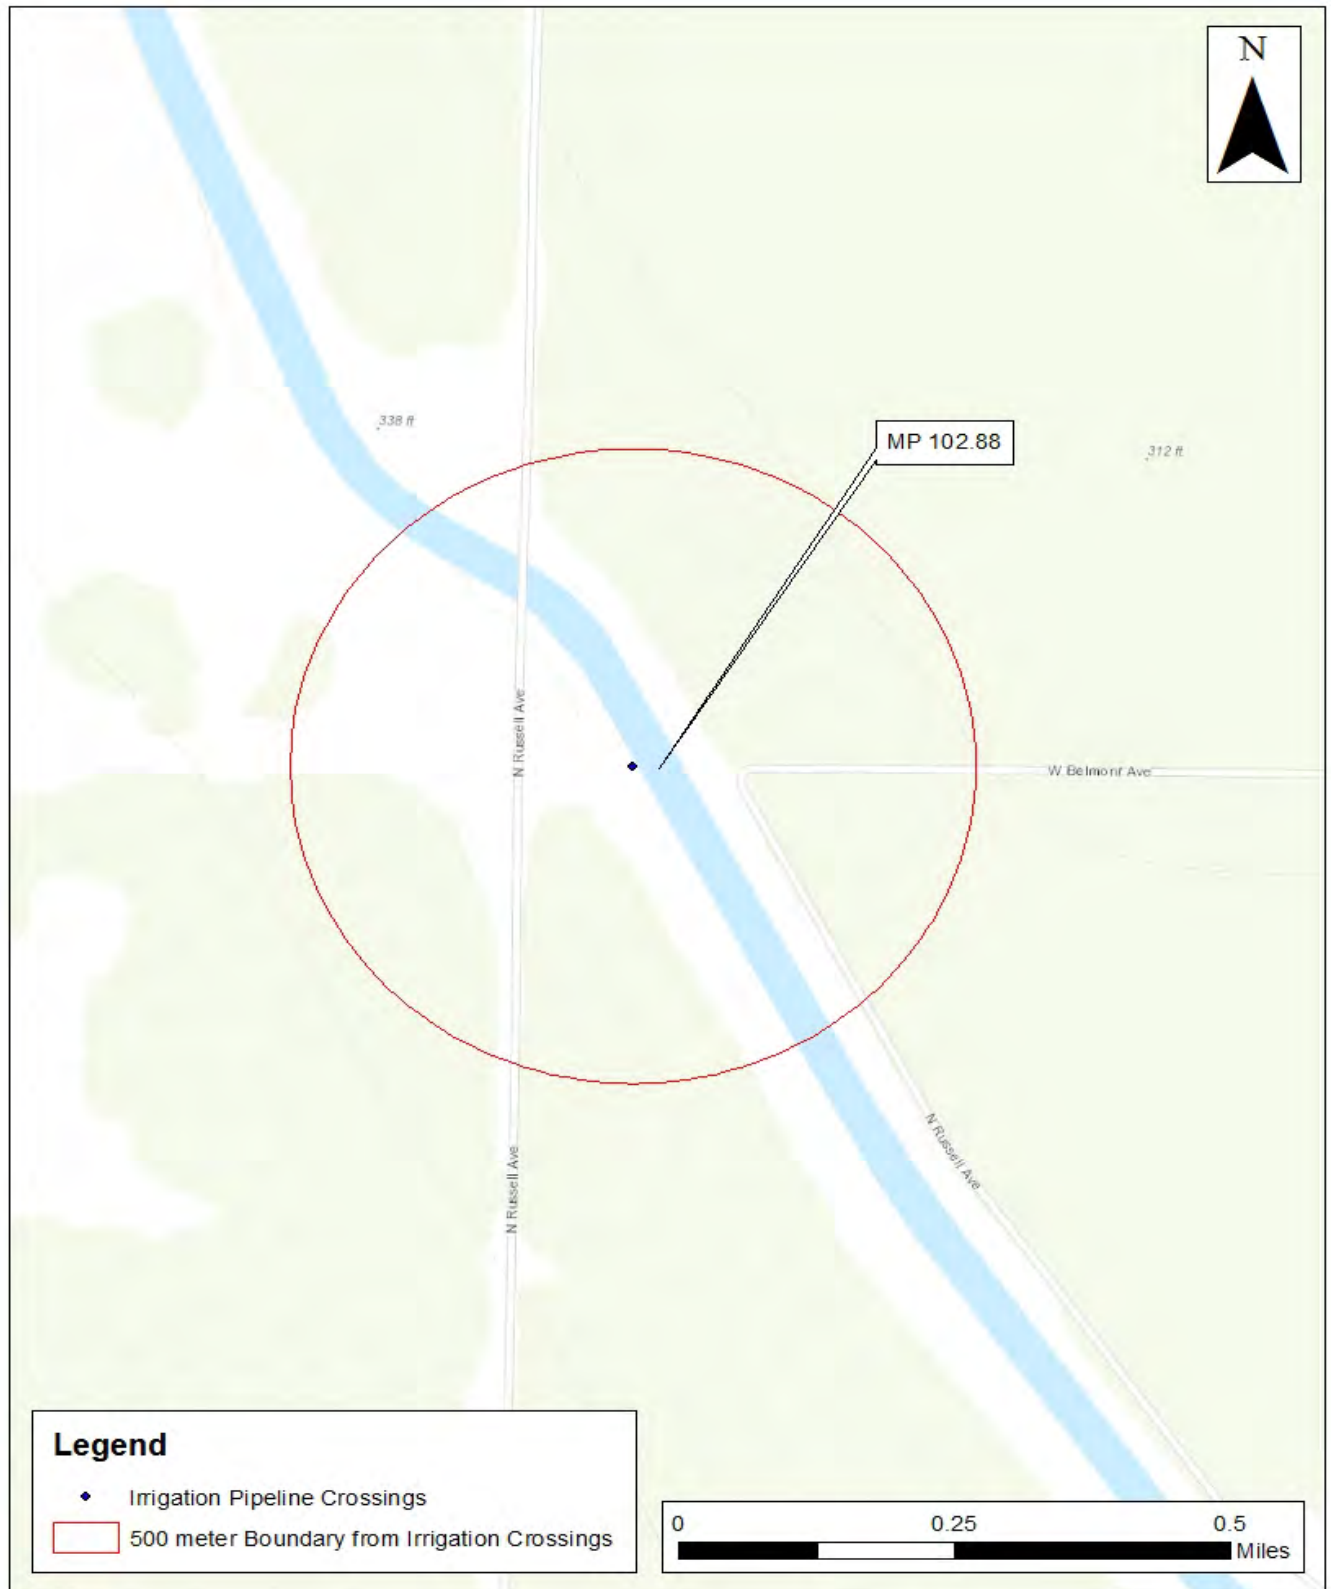 N
338 ft
MP 102.88
312 ft
N Russell Ave
W Belmont Ave
N Russell Ave
N Russell Ave
Legend
Irrigation Pipeline Crossings
500 meter Boundary from Irrigation Crossings
0 0.25 0.5
Miles